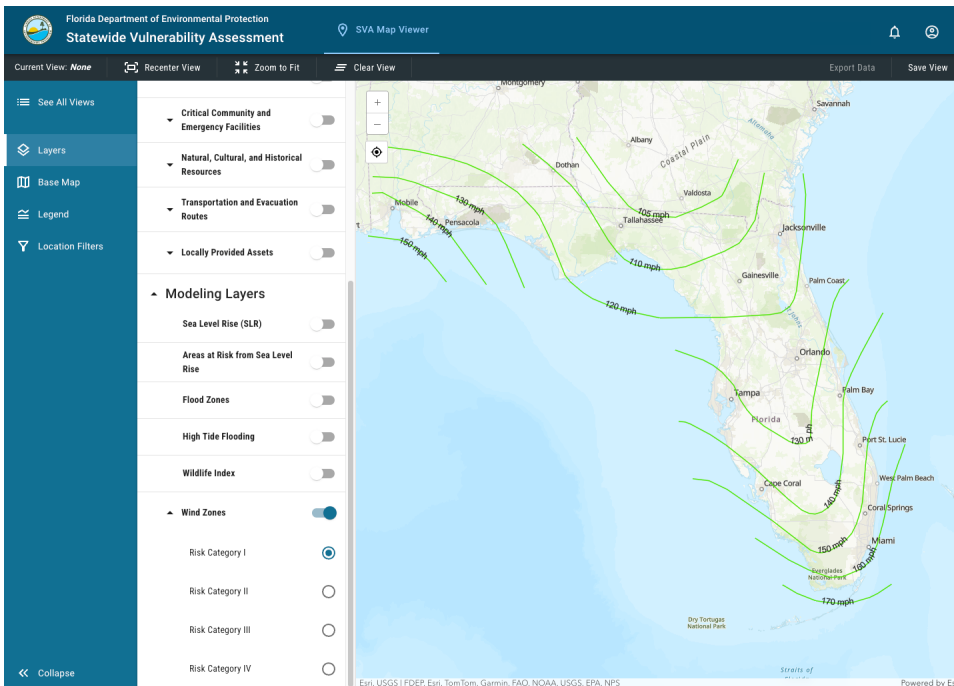 Florida Department of Environmental Protection
Statewide Vulnerability Assessment
SVA Map Viewer
Current View: None
Recenter View
Zoom to Fit
Clear View
Export Data
Save View
See All Views
Layers
Base Map
Legend
Location Filters
Collapse
Critical Community and
Emergency Facilities
Natural, Cultural, and Historical
Resources
Transportation and Evacuation
Routes
Locally Provided Assets
Modeling Layers
Sea Level Rise (SLR)
Areas at Risk from Sea Level
Rise
Flood Zones
High Tide Flooding
Wildlife Index
Wind Zones
Risk Category I
Risk Category II
Risk Category III
Risk Category IV
Montgomery
Savannah
Altamaha
Albany
Coastal Plain
Dothan
Valdosta
Mobile
130 mph
105 mph
140 mph
Pensacola
Tallahassee
Jacksonville
150 mph
110 mph
Gainesville
Palm Coast
120 mph
St Johns
Orlando
Tampa
Palm Bay
Florida
130 mph
Port St. Lucie
Cape Coral
West Palm Beach
140 mph
Coral Springs
150 mph
Miami
160 mph
Everglades
National Park
170 mph
Dry Tortugas
National Park
Straits of
Esri, USGS | FDEP, Esri, TomTom, Garmin, FAO, NOAA, USGS, EPA, NPS
Powered by Es